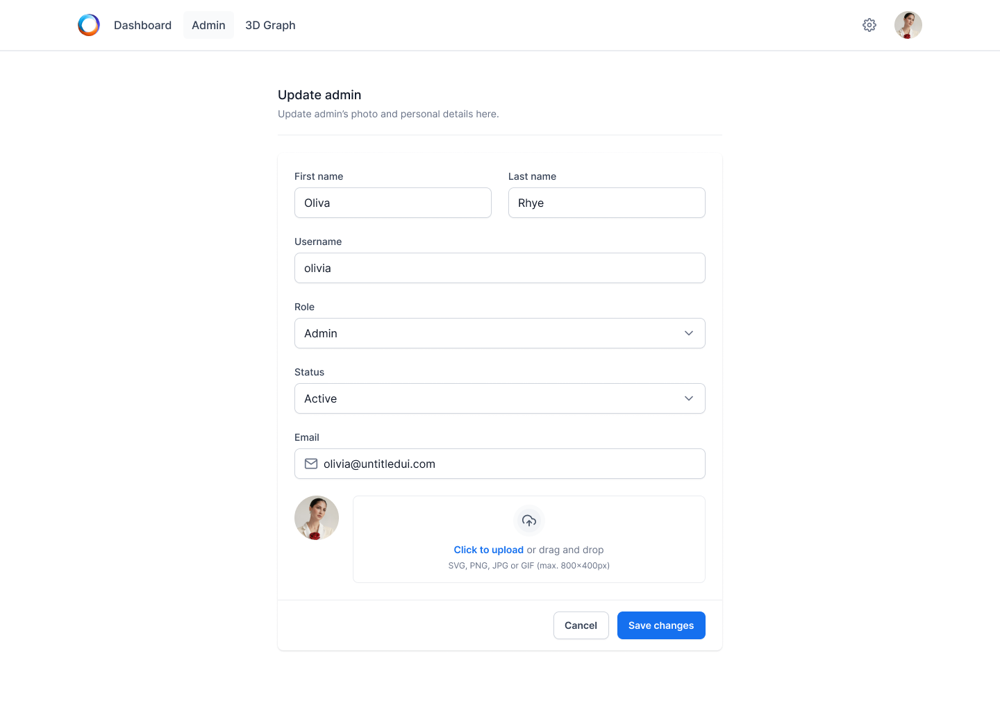 Dashboard Admin 3D Graph
Update admin
Update admin’s photo and personal details here.
First name Last name
Oliva Rhye
Username
olivia
Role
Admin
Status
Active
Email
olivia@untitledui.com
Click to upload or drag and drop
SVG, PNG, JPG or GIF (max. 800×400px)
Cancel Save changes